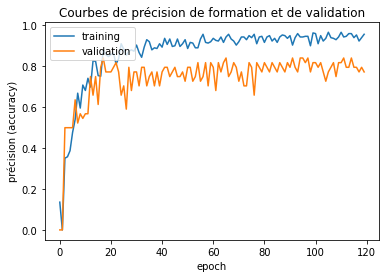 Courbes de précision de formation et de validation
training
validation
précision (accuracy)
1.0
0.8
0.6
0.4
0.2
0.0
0 20 40 60 80 100 120
epoch